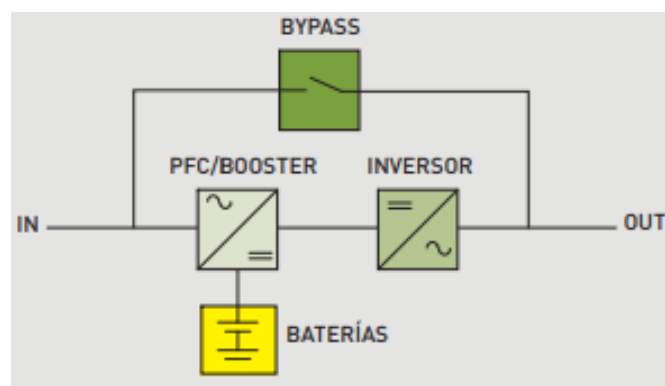 BYPASS
PFC/BOOSTER
INVERSOR
IN
OUT
BATERÍAS